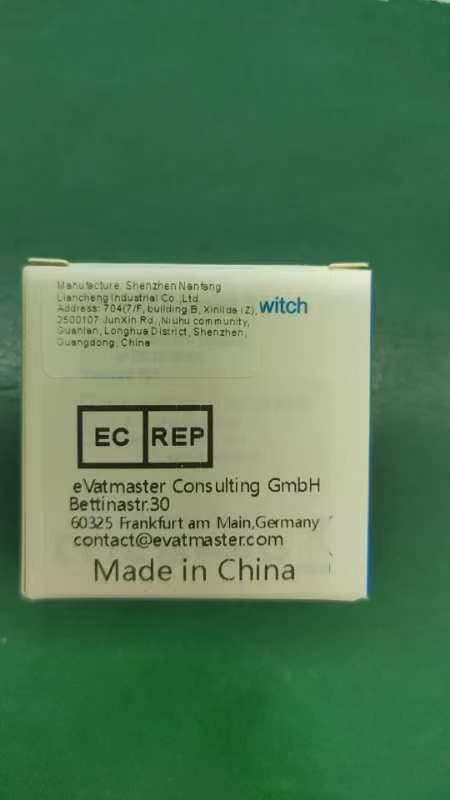 Manufacture: Shenzhen Nanfang
Liancheng Industrial Co.,Ltd.
Address: 704(7/F, building B, Xinlida IZ),
2500107 JunXin Rd., Niuhu community,
Guanlan, Longhua District, Shenzhen,
Guangdong, China
witch
EC REP
eVatmaster Consulting GmbH
Bettinastr.30
60325 Frankfurt am Main,Germany
contact@evatmaster.com
Made in China